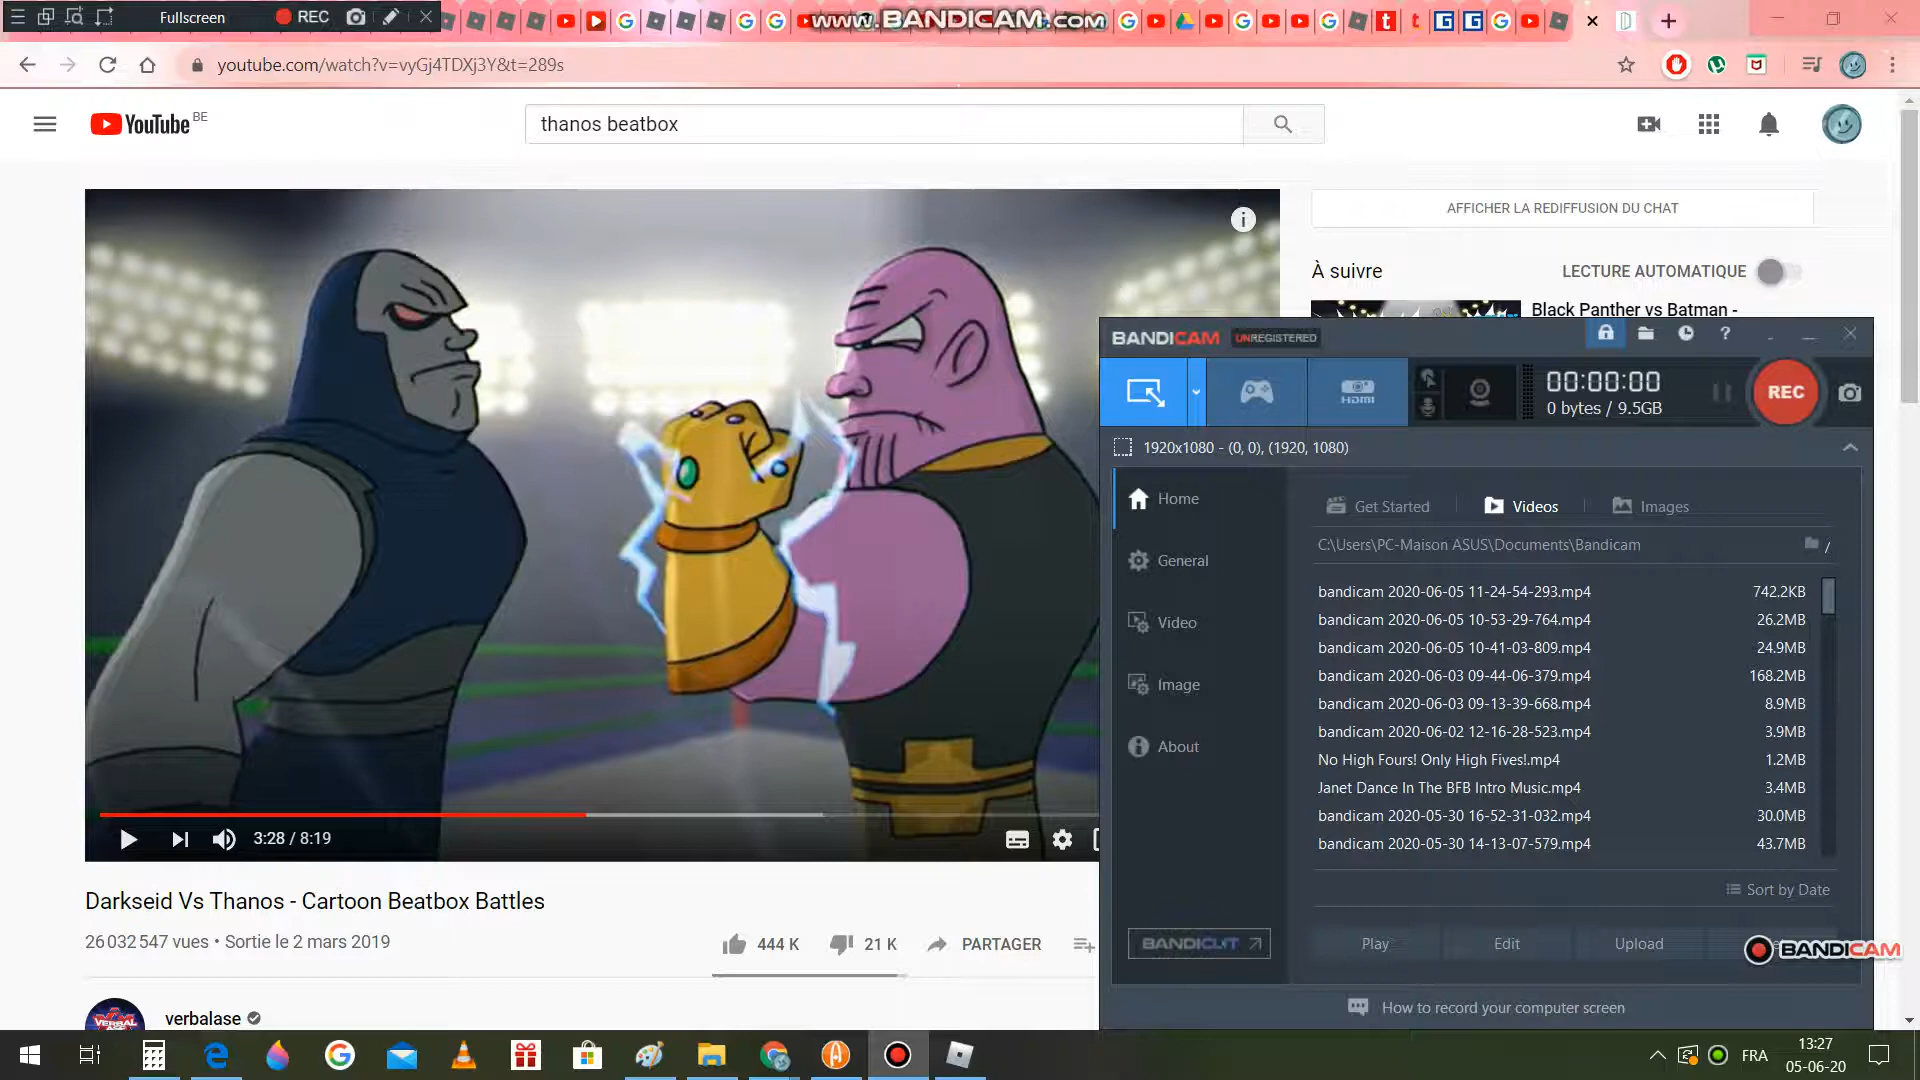 Fullscreen
REC
www.BANDICAM.com
youtube.com/watch?v=vyGj4TDXj3Y&t=289s
YouTube BE
thanos beatbox
AFFICHER LA REDIFFUSION DU CHAT
À suivre
LECTURE AUTOMATIQUE
Black Panther vs Batman -
BANDICAM UNREGISTERED
HDMI
00:00:00
0 bytes / 9.5GB
REC
1920x1080 - (0, 0), (1920, 1080)
Home
General
Video
Image
About
Get Started
Videos
Images
C:\Users\PC-Maison ASUS\Documents\Bandicam
bandicam 2020-06-05 11-24-54-293.mp4 742.2KB
bandicam 2020-06-05 10-53-29-764.mp4 26.2MB
bandicam 2020-06-05 10-41-03-809.mp4 24.9MB
bandicam 2020-06-03 09-44-06-379.mp4 168.2MB
bandicam 2020-06-03 09-13-39-668.mp4 8.9MB
bandicam 2020-06-02 12-16-28-523.mp4 3.9MB
No High Fours! Only High Fives!.mp4 1.2MB
Janet Dance In The BFB Intro Music.mp4 3.4MB
bandicam 2020-05-30 16-52-31-032.mp4 30.0MB
bandicam 2020-05-30 14-13-07-579.mp4 43.7MB
Sort by Date
BANDICUT
Play
Edit
Upload
BANDICAM
How to record your computer screen
3:28 / 8:19
Darkseid Vs Thanos - Cartoon Beatbox Battles
26 032 547 vues • Sortie le 2 mars 2019
444 K
21 K
PARTAGER
VERBAL ASE
verbalase
FRA
13:27
05-06-20